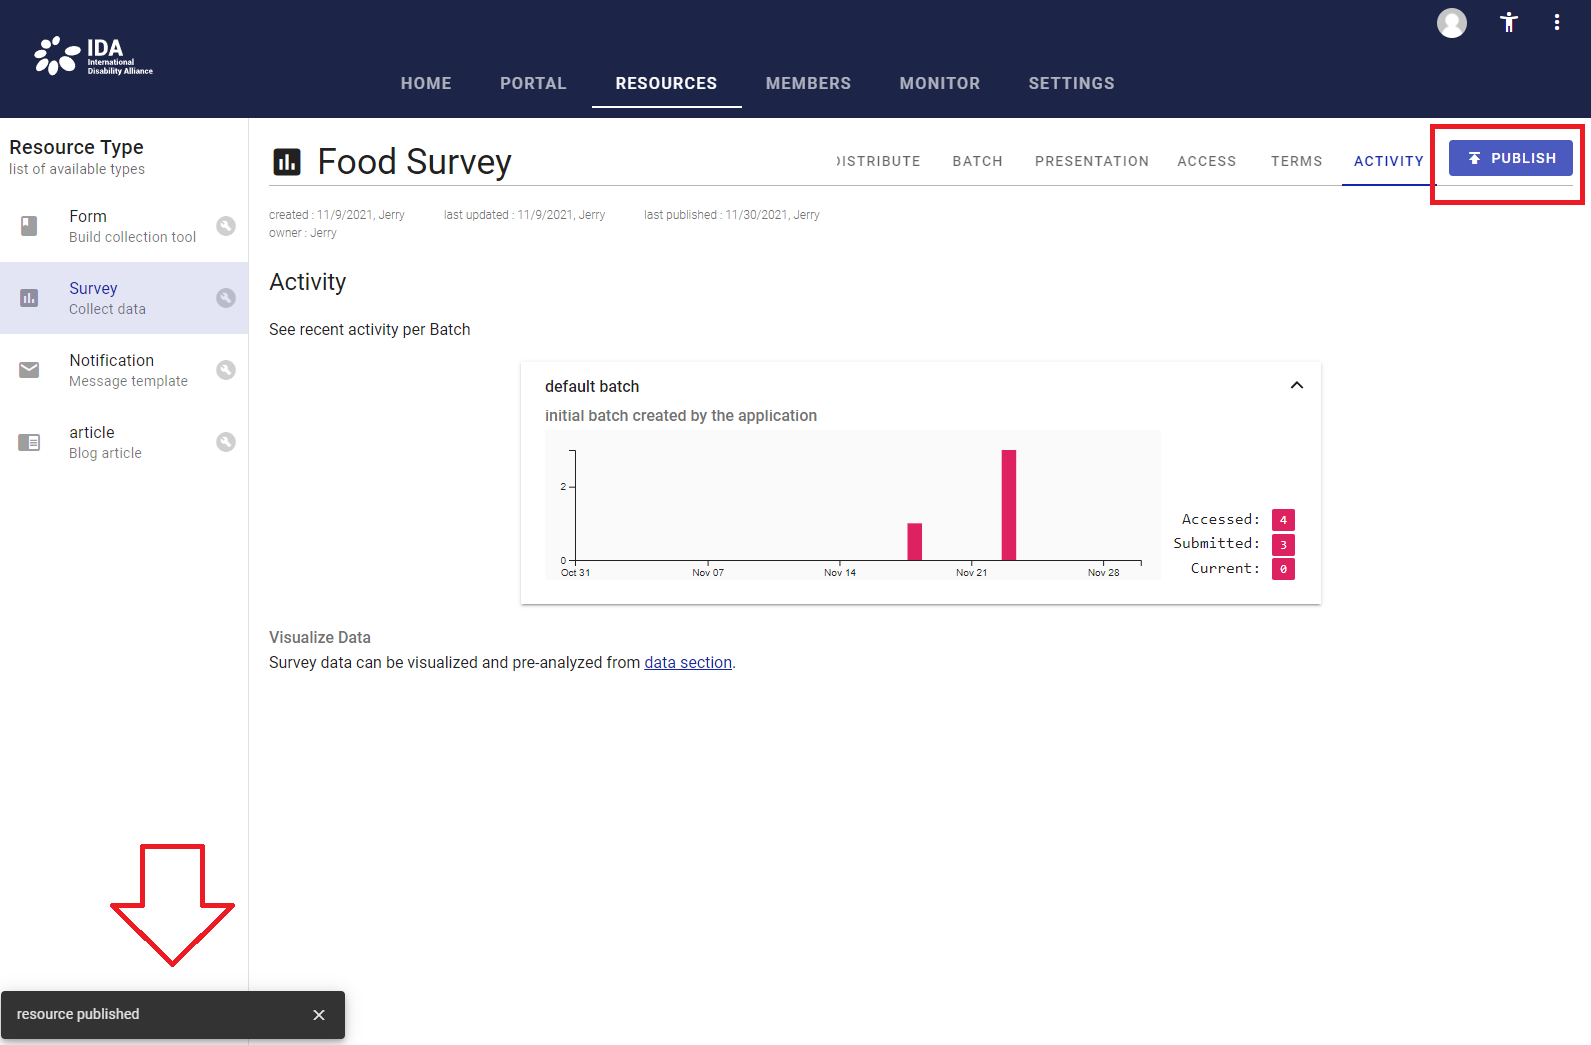 IDA
International
Disability Alliance
HOME PORTAL RESOURCES MEMBERS MONITOR SETTINGS
Resource Type
list of available types
Form
Build collection tool
Survey
Collect data
Notification
Message template
article
Blog article
Food Survey
ISTRIBUTE BATCH PRESENTATION ACCESS TERMS ACTIVITY PUBLISH
created : 11/9/2021, Jerry last updated : 11/9/2021, Jerry last published : 11/30/2021, Jerry
owner : Jerry
Activity
See recent activity per Batch
default batch
initial batch created by the application
2
0
Oct 31 Nov 07 Nov 14 Nov 21 Nov 28
Accessed: 4
Submitted: 3
Current: 0
Visualize Data
Survey data can be visualized and pre-analyzed from data section.
resource published